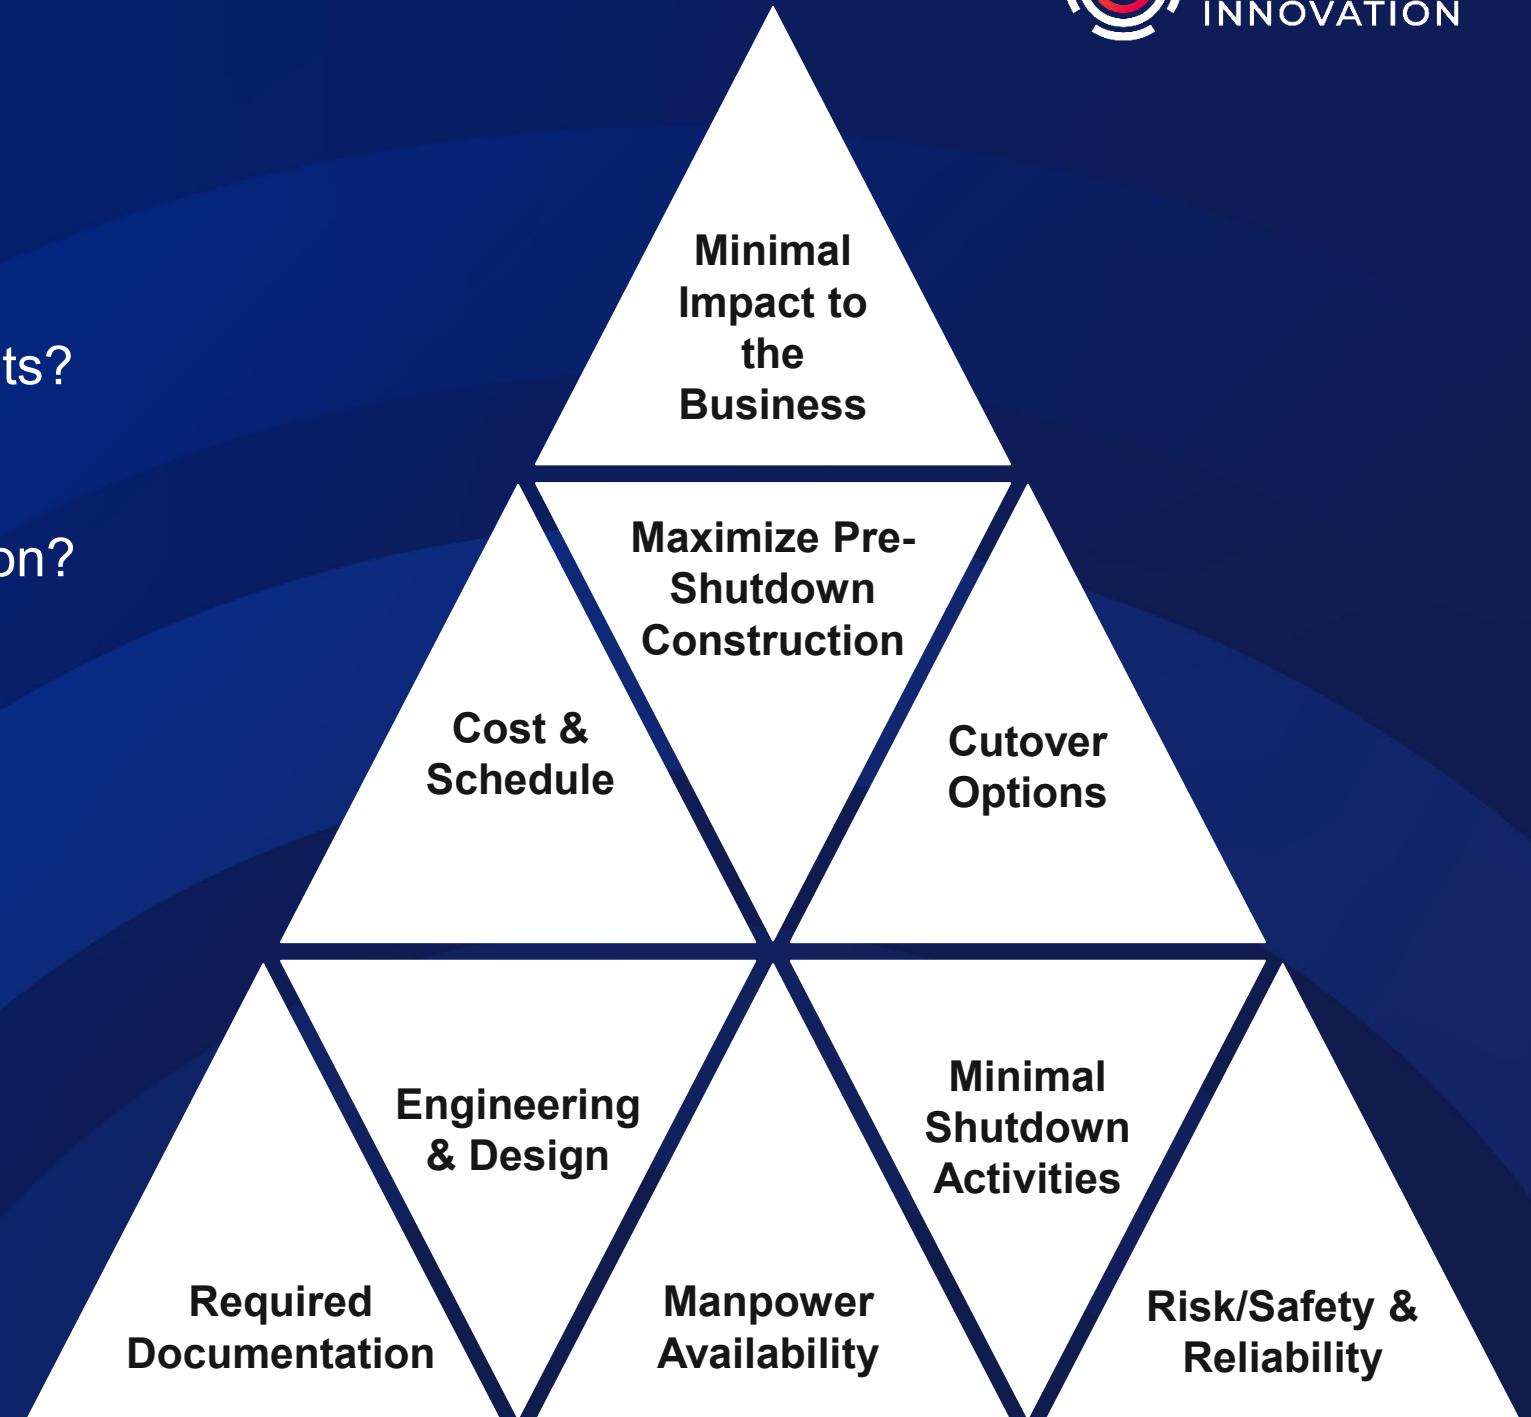 INNOVATION
Minimal
Impact to
the
Business
ts?
Maximize Pre-
Shutdown
Construction
on?
Cost &
Schedule
Cutover
Options
Engineering
& Design
Minimal
Shutdown
Activities
Required
Documentation
Manpower
Availability
Risk/Safety &
Reliability